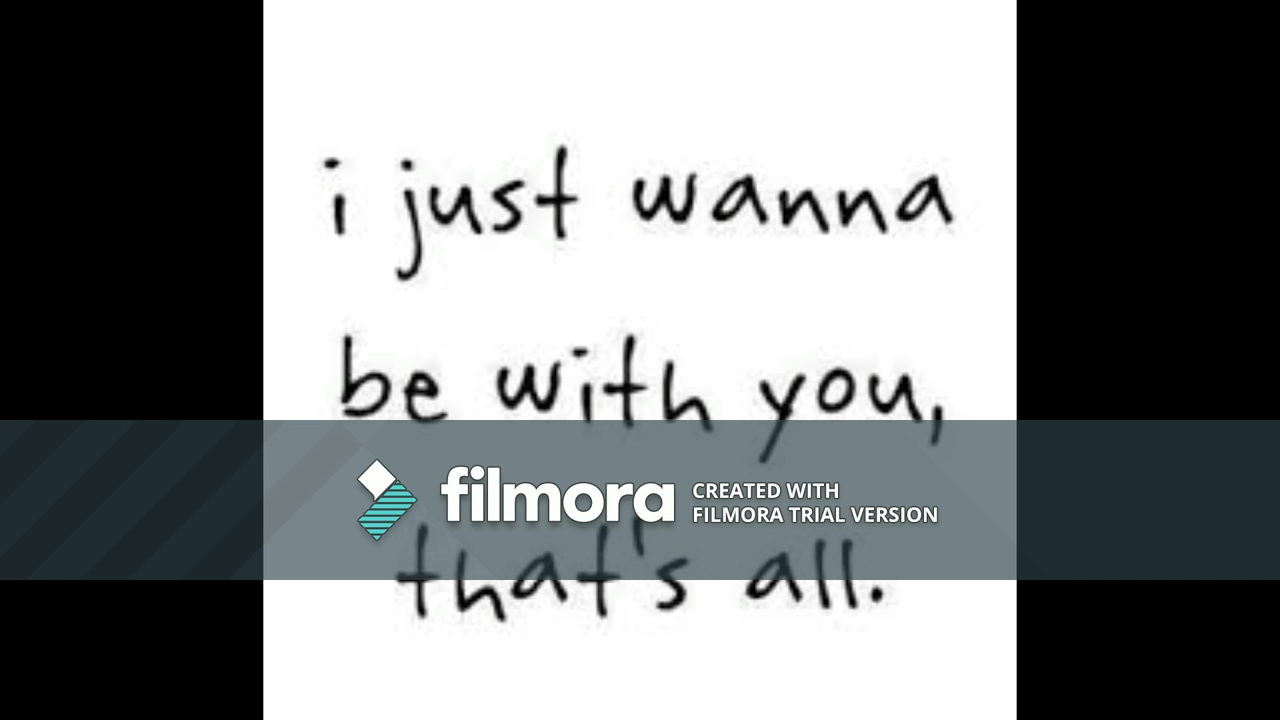 i just wanna
be with you,
filmora CREATED WITH
FILMORA TRIAL VERSION
that's all.